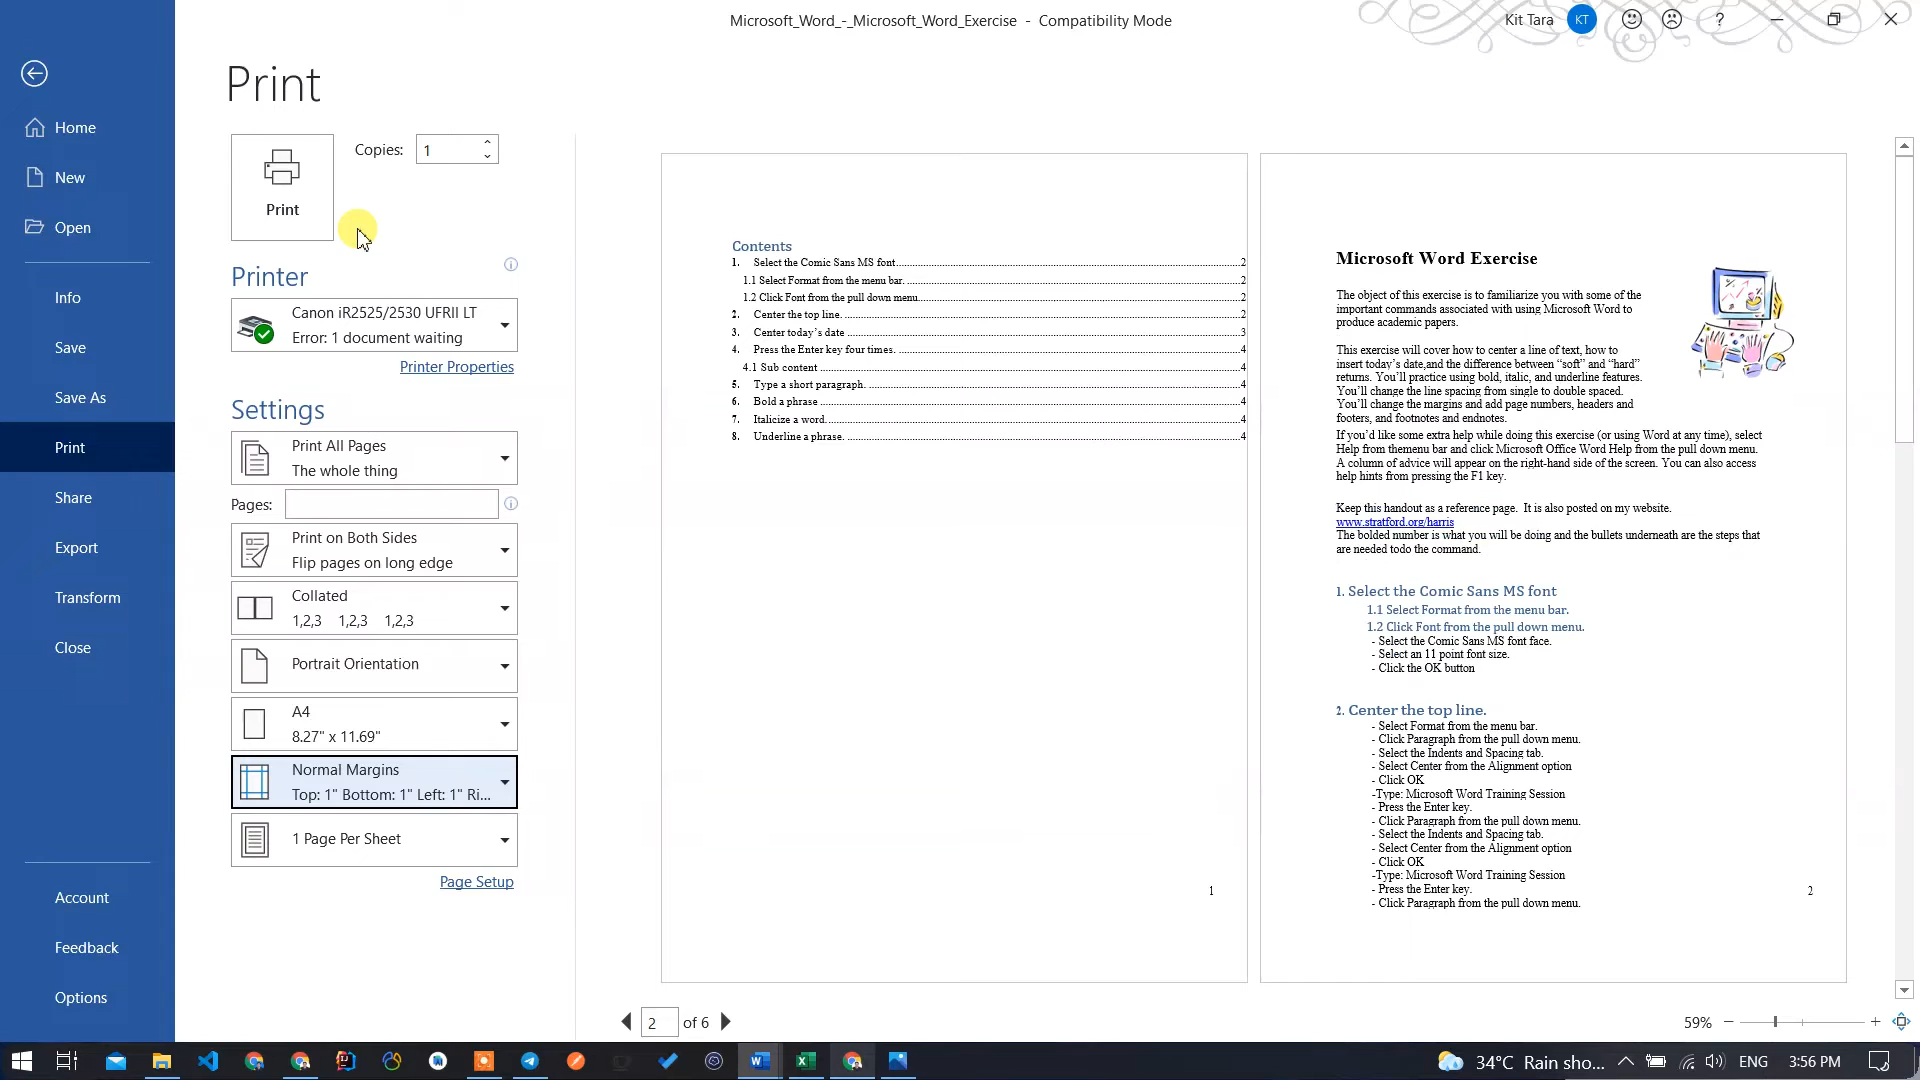 Microsoft_Word_-_Microsoft_Word_Exercise - Compatibility Mode
Kit Tara
KT
?
Home
New
Open
Info
Save
Save As
Print
Share
Export
Transform
Close
Account
Feedback
Options
Print
Print
Copies: 1
Printer
Canon iR2525/2530 UFRII LT
Error: 1 document waiting
Printer Properties
Settings
Print All Pages
The whole thing
Pages:
Print on Both Sides
Flip pages on long edge
Collated
1,2,3 1,2,3 1,2,3
Portrait Orientation
A4
8.27" x 11.69"
Normal Margins
Top: 1" Bottom: 1" Left: 1" Ri...
1 Page Per Sheet
Page Setup
Contents
1. Select the Comic Sans MS font....2
1.1 Select Format from the menu bar. ....2
1.2 Click Font from the pull down menu....2
2. Center the top line. ....2
3. Center today's date ....3
4. Press the Enter key four times. ....4
4.1 Sub content ....4
5. Type a short paragraph. ....4
6. Bold a phrase ....4
7. Italicize a word....4
8. Underline a phrase. ....4
1
Microsoft Word Exercise
The object of this exercise is to familiarize you with some of the
important commands associated with using Microsoft Word to
produce academic papers.
This exercise will cover how to center a line of text, how to
insert today's date,and the difference between “soft” and “hard”
returns. You'll practice using bold, italic, and underline features.
You'll change the line spacing from single to double spaced.
You'll change the margins and add page numbers, headers and
footers, and footnotes and endnotes.
If you'd like some extra help while doing this exercise (or using Word at any time), select
Help from themenu bar and click Microsoft Office Word Help from the pull down menu.
A column of advice will appear on the right-hand side of the screen. You can also access
help hints from pressing the F1 key.
Keep this handout as a reference page. It is also posted on my website.
www.stratford.org/harris
The bolded number is what you will be doing and the bullets underneath are the steps that
are needed todo the command.
1. Select the Comic Sans MS font
1.1 Select Format from the menu bar.
1.2 Click Font from the pull down menu.
- Select the Comic Sans MS font face.
- Select an 11 point font size.
- Click the OK button
2. Center the top line.
- Select Format from the menu bar.
- Click Paragraph from the pull down menu.
- Select the Indents and Spacing tab.
- Select Center from the Alignment option
- Click OK
-Type: Microsoft Word Training Session
- Press the Enter key.
- Click Paragraph from the pull down menu.
- Select the Indents and Spacing tab.
- Select Center from the Alignment option
- Click OK
-Type: Microsoft Word Training Session
- Press the Enter key.
- Click Paragraph from the pull down menu.
2
2 of 6
59%
34°C Rain sho...
ENG
3:56 PM